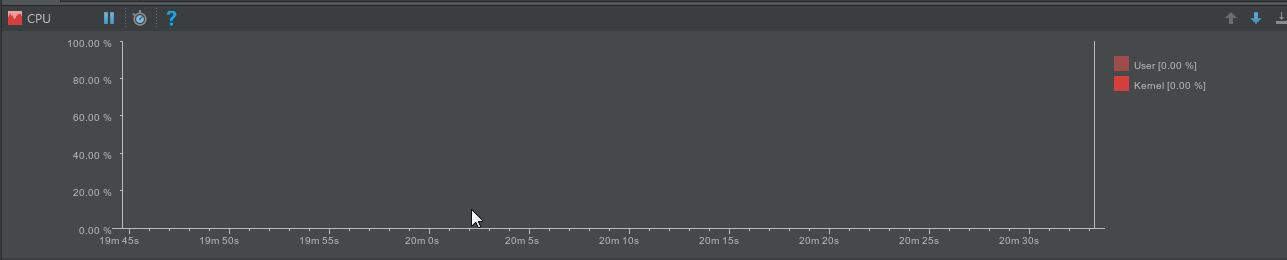 CPU ?
100.00 %
User [0.00 %]
80.00 %
Kernel [0.00 %]
60.00 %
40.00 %
20.00 %
0.00 %
19m 45s 19m 50s 19m 55s 20m 0s 20m 5s 20m 10s 20m 15s 20m 20s 20m 25s 20m 30s